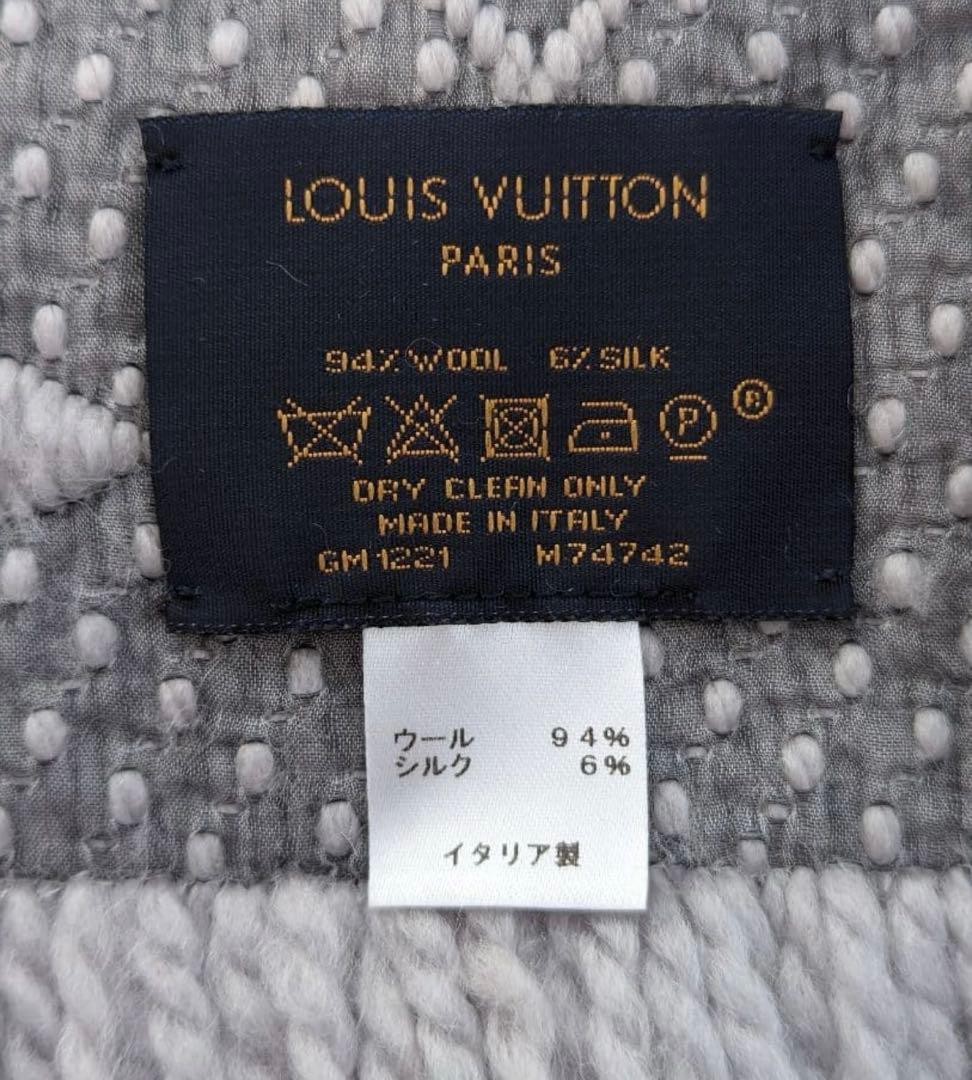 LOUIS VUITTON
PARIS
94% WOOL 6% SILK
P ®
DRY CLEAN ONLY
MADE IN ITALY
GM1221 M74742
ウール 94%
シルク 6%
イタリア製